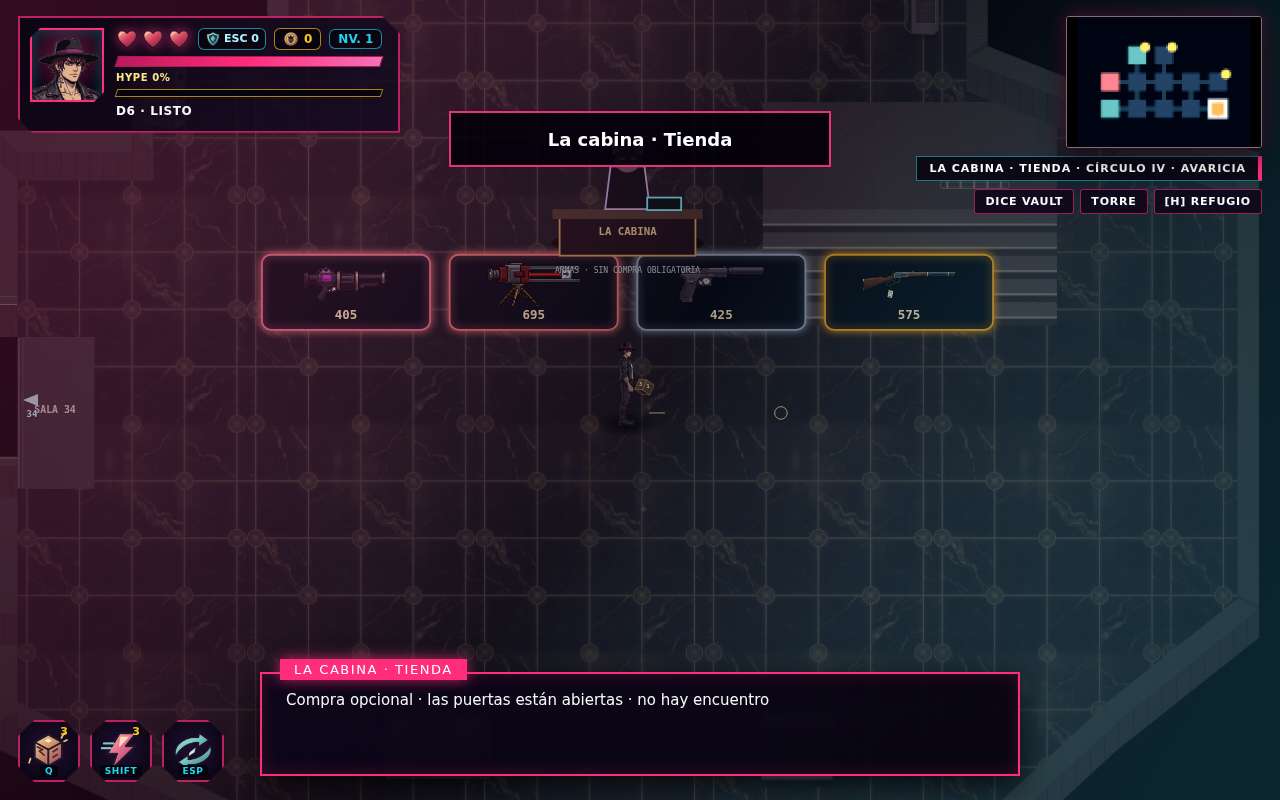 ESC 0
0
NV. 1
HYPE 0%
D6 · LISTO
La cabina · Tienda
LA CABINA · TIENDA · CÍRCULO IV · AVARICIA
DICE VAULT
TORRE
[H] REFUGIO
LA CABINA
ARMAS · SIN COMPRA OBLIGATORIA
405
695
425
575
SALA 34
34
LA CABINA · TIENDA
Compra opcional · las puertas están abiertas · no hay encuentro
3
Q
3
SHIFT
ESP